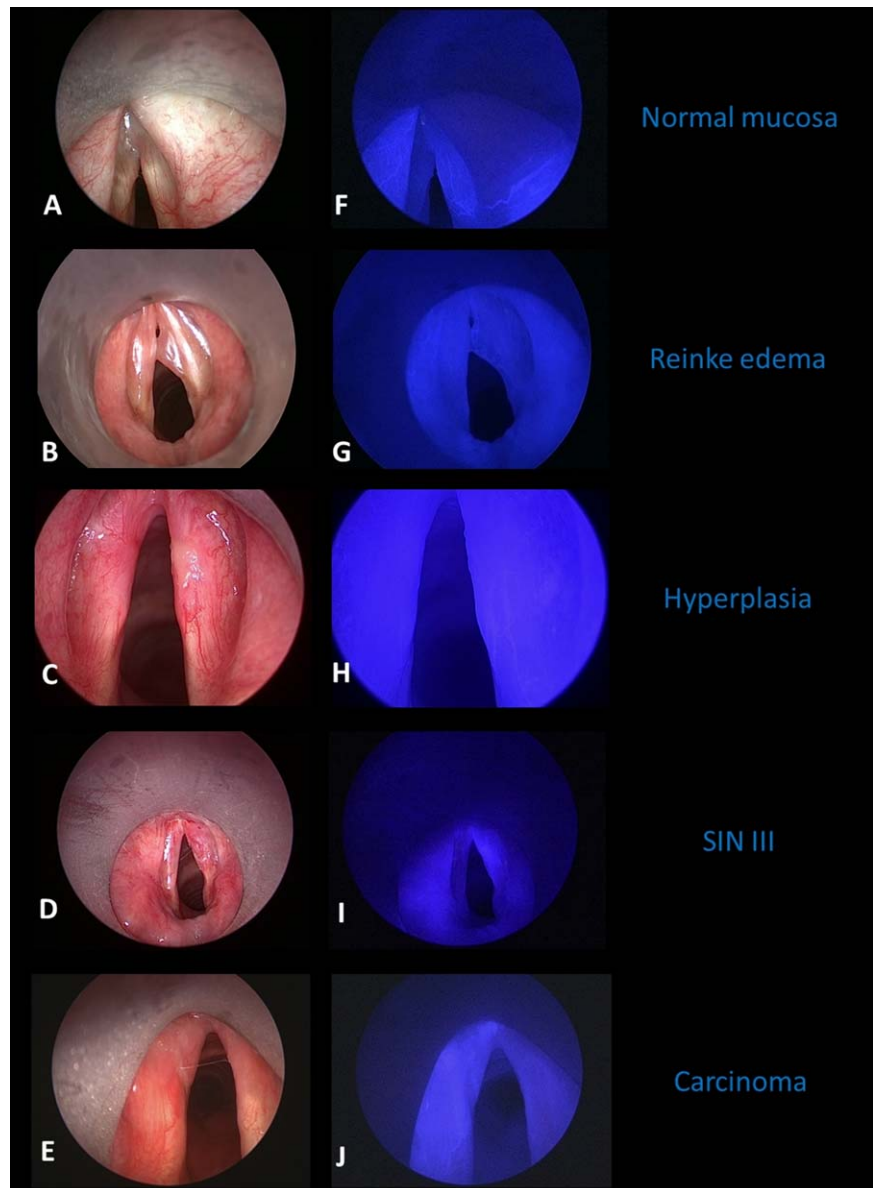 A
F
Normal mucosa
B
G
Reinke edema
C
H
Hyperplasia
D
I
SIN III
E
J
Carcinoma